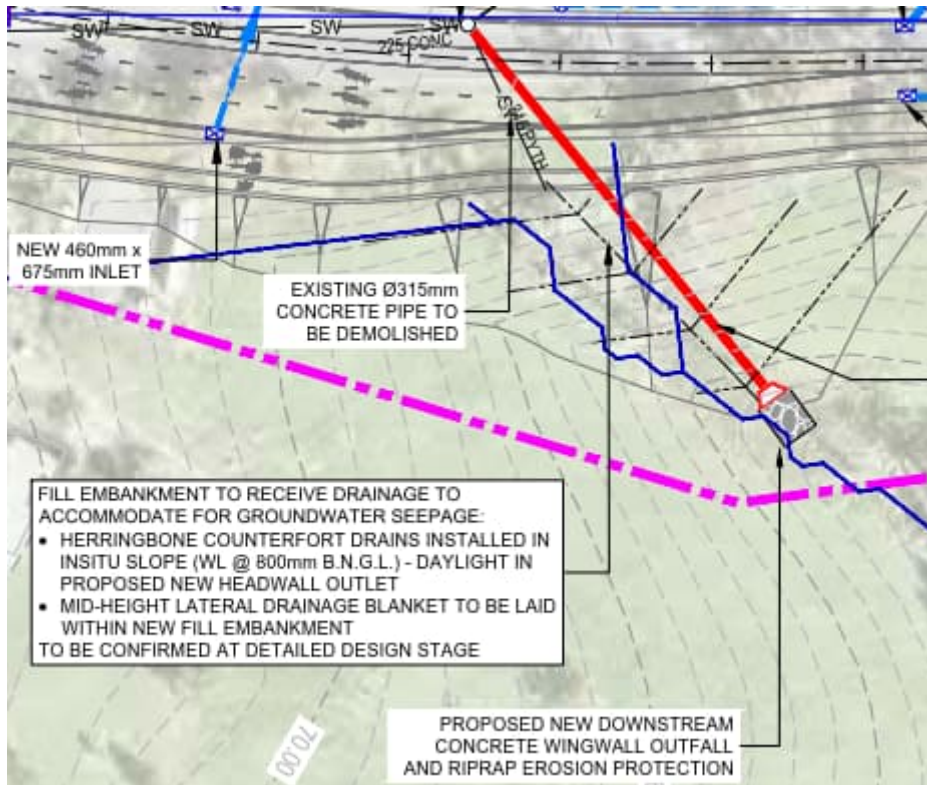 SW
SW
SW
SW
225 CONC
NEW 460mm x
675mm INLET
EXISTING Ø315mm
CONCRETE PIPE TO
BE DEMOLISHED
FILL EMBANKMENT TO RECEIVE DRAINAGE TO
ACCOMMODATE FOR GROUNDWATER SEEPAGE:
• HERRINGBONE COUNTERFORT DRAINS INSTALLED IN
INSITU SLOPE (WL @ 800mm B.N.G.L.) - DAYLIGHT IN
PROPOSED NEW HEADWALL OUTLET
• MID-HEIGHT LATERAL DRAINAGE BLANKET TO BE LAID
WITHIN NEW FILL EMBANKMENT
TO BE CONFIRMED AT DETAILED DESIGN STAGE
70.00
PROPOSED NEW DOWNSTREAM
CONCRETE WINGWALL OUTFALL
AND RIPRAP EROSION PROTECTION